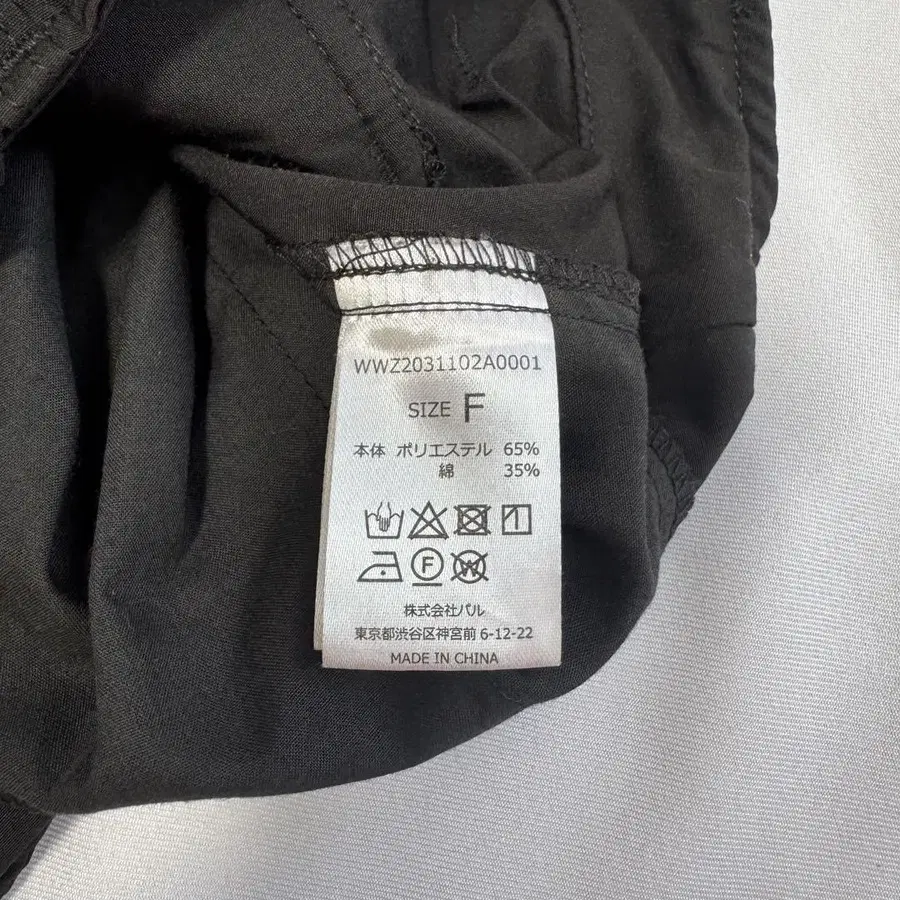 WWZ2031102A0001
SIZE F
本体 ポリエステル 65%
綿 35%
F W
株式会社パル
東京都渋谷区神宮前 6-12-22
MADE IN CHINA